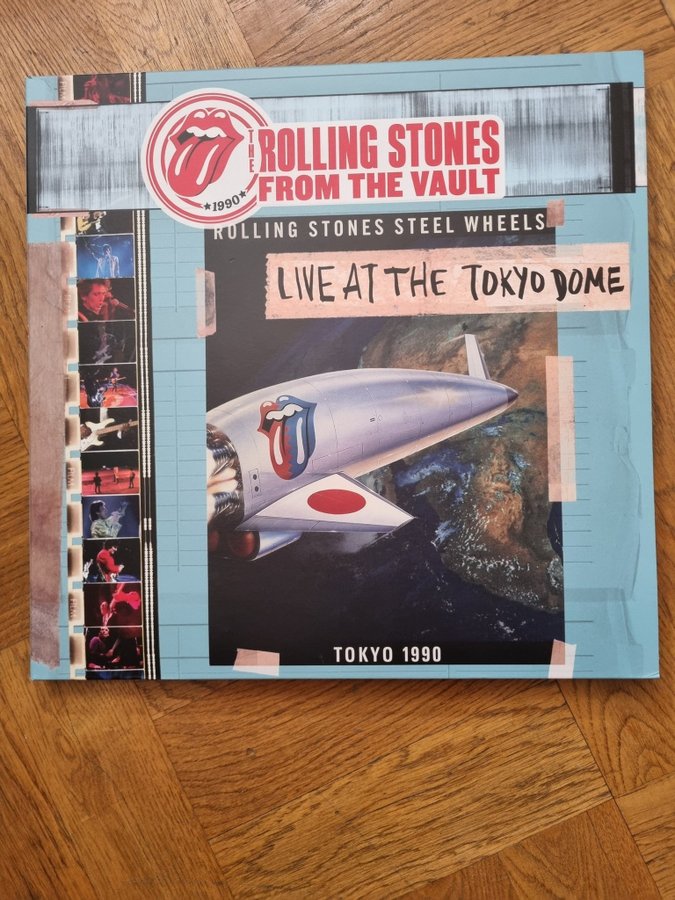 THE
ROLLING STONES
FROM THE VAULT
★1990★
ROLLING STONES STEEL WHEELS
LIVE AT THE TOKYO DOME
TOKYO 1990